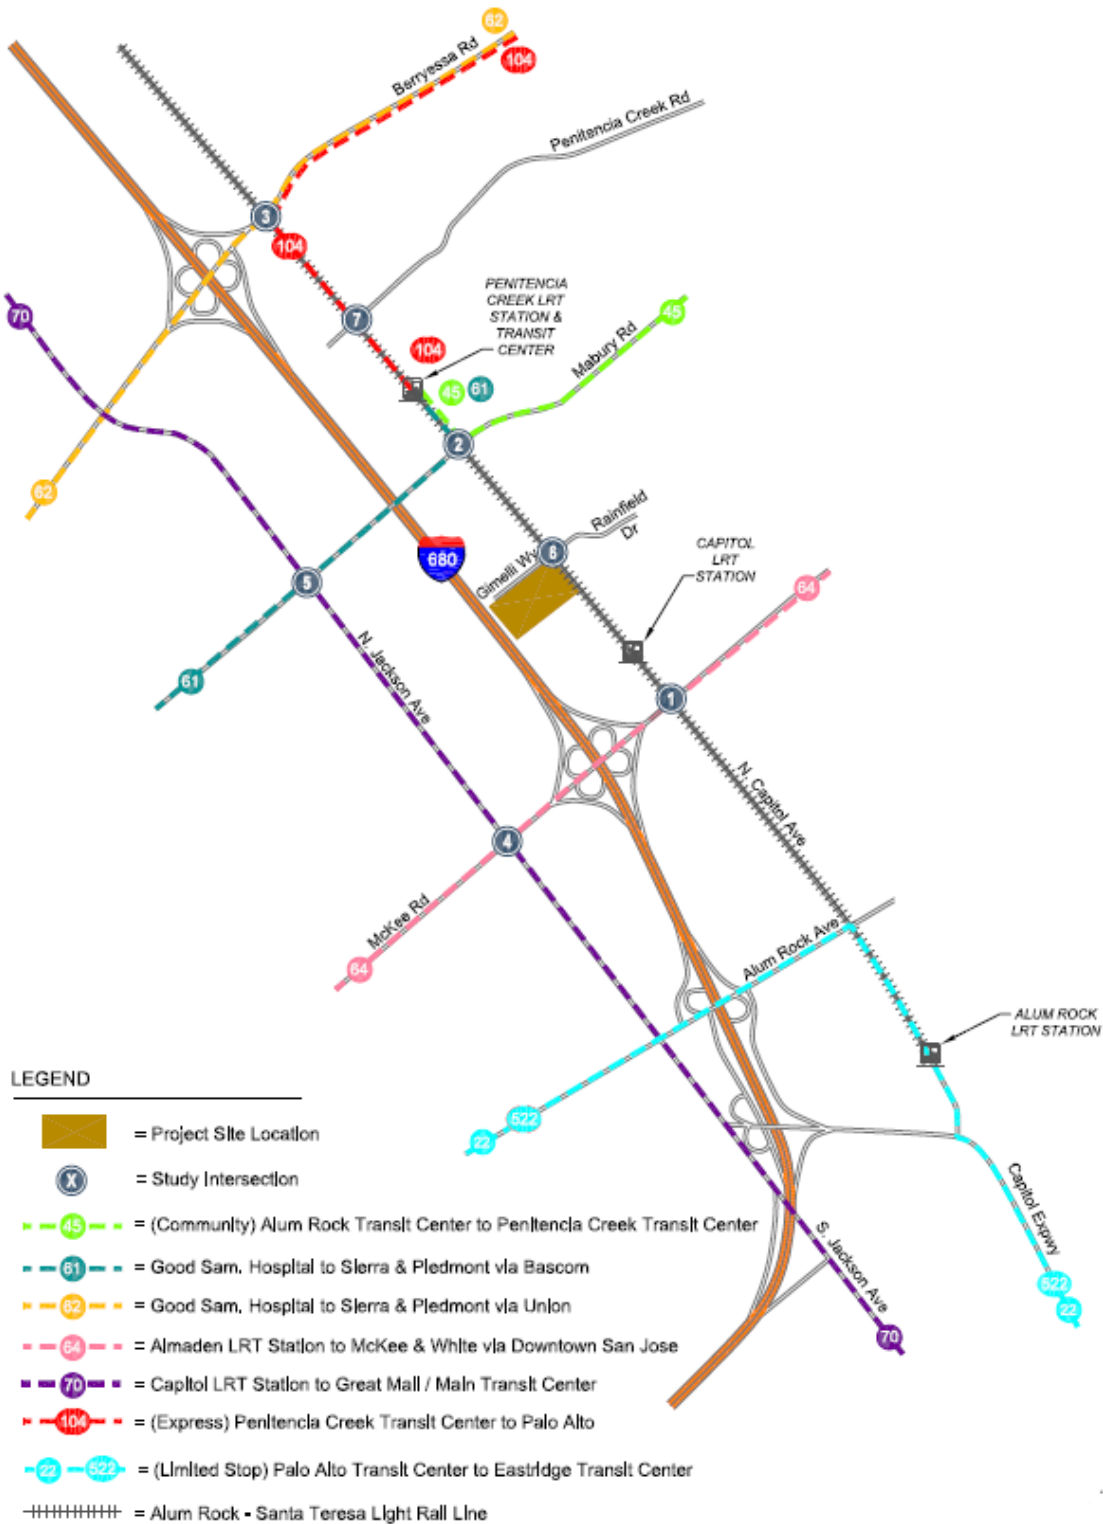 62
Berryessa Rd
104
Penitencia Creek Rd
3
104
PENITENCIA
CREEK LRT
STATION &
TRANSIT
CENTER
70
7
45
104
Mabury Rd
45
61
2
62
Rainfield
Dr
6
Gimelli Wy
CAPITOL
LRT
STATION
680
5
64
N. Jackson Ave
61
1
N. Capitol Ave
4
McKee Rd
64
Alum Rock Ave
ALUM ROCK
LRT STATION
522
22
Capitol Expwy
S. Jackson Ave
522
22
70
LEGEND
= Project Site Location
X = Study Intersection
45 = (Community) Alum Rock Transit Center to Penitencia Creek Transit Center
61 = Good Sam. Hospital to Sierra & Piedmont via Bascom
62 = Good Sam. Hospital to Sierra & Piedmont via Union
64 = Almaden LRT Station to McKee & White via Downtown San Jose
70 = Capitol LRT Station to Great Mall / Main Transit Center
104 = (Express) Penitencia Creek Transit Center to Palo Alto
22 522 = (Limited Stop) Palo Alto Transit Center to Eastridge Transit Center
= Alum Rock - Santa Teresa Light Rail Line